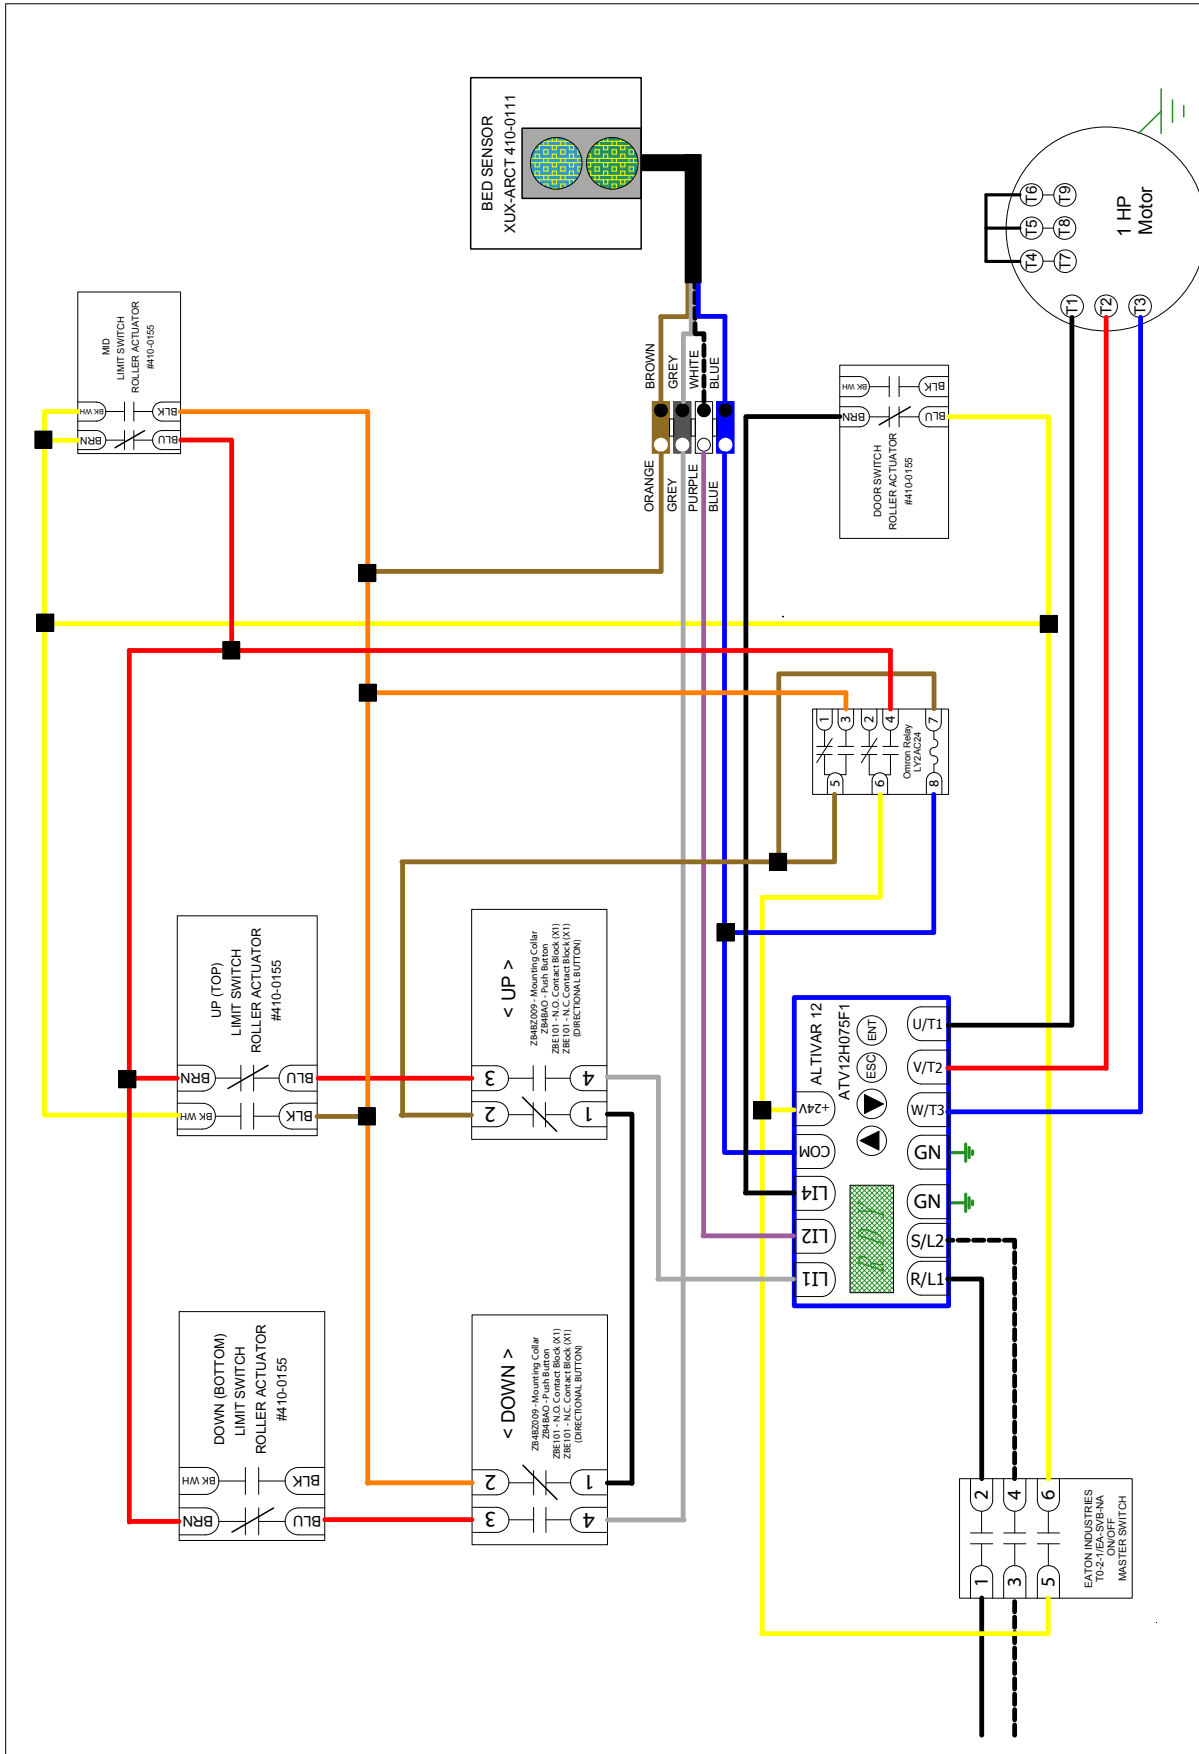 BED SENSOR
XUX-ARCT 410-0111
T6
T9
T5
T8
T4
T7
1 HP
Motor
T1
T2
T3
MID
LIMIT SWITCH
ROLLER ACTUATOR
#410-0155
BK WH
BLK
BRN
BLU
BROWN
GREY
WHITE
BLUE
ORANGE
GREY
PURPLE
BLUE
BK WH
BLK
BRN
BLU
DOOR SWITCH
ROLLER ACTUATOR
#410-0155
1
3
2
4
7
5
6
8
Omron Relay
LY2AC24
UP (TOP)
LIMIT SWITCH
ROLLER ACTUATOR
#410-0155
BRN
BLU
BK WH
BLK
< UP >
ZB4BZ009 - Mounting Collar
ZB4BAO - Push Button
ZBE101 - N.O. Contact Block (X1)
ZBE101 - N.C. Contact Block (X1)
(DIRECTIONAL BUTTON)
3
4
2
1
ALTIVAR 12
ATV12H075F1
ENT
ESC
+24V
COM
LI4
LI2
LI1
U/T1
V/T2
W/T3
GN
GN
S/L2
R/L1
DOWN (BOTTOM)
LIMIT SWITCH
ROLLER ACTUATOR
#410-0155
BK WH
BLK
BRN
BLU
< DOWN >
ZB4BZ009 - Mounting Collar
ZB4BAO - Push Button
ZBE101 - N.O. Contact Block (X1)
ZBE101 - N.C. Contact Block (X1)
(DIRECTIONAL BUTTON)
2
1
3
4
2
4
6
1
3
5
EATON INDUSTRIES
T0-2-1/EA-SVB-NA
ON/OFF
MASTER SWITCH